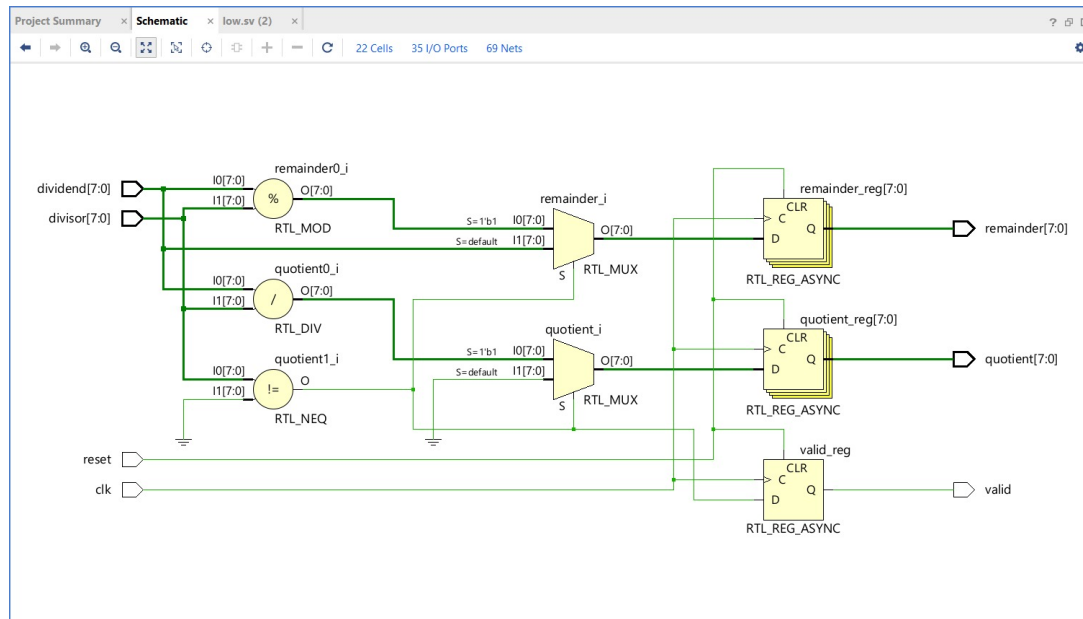 Project Summary × Schematic × low.sv (2) ×
?
22 Cells 35 I/O Ports 69 Nets
remainder0_i
dividend[7:0]
I0[7:0]
O[7:0]
I1[7:0]
%
divisor[7:0]
RTL_MOD
remainder_i
S=1'b1 I0[7:0]
O[7:0]
S=default I1[7:0]
S
RTL_MUX
remainder_reg[7:0]
CLR
C
Q
D
RTL_REG_ASYNC
remainder[7:0]
quotient0_i
I0[7:0]
O[7:0]
I1[7:0]
/
RTL_DIV
quotient_i
S=1'b1 I0[7:0]
O[7:0]
S=default I1[7:0]
S
RTL_MUX
quotient_reg[7:0]
CLR
C
Q
D
RTL_REG_ASYNC
quotient[7:0]
quotient1_i
I0[7:0]
O
I1[7:0]
!=
RTL_NEQ
reset
clk
valid_reg
CLR
C
Q
D
RTL_REG_ASYNC
valid